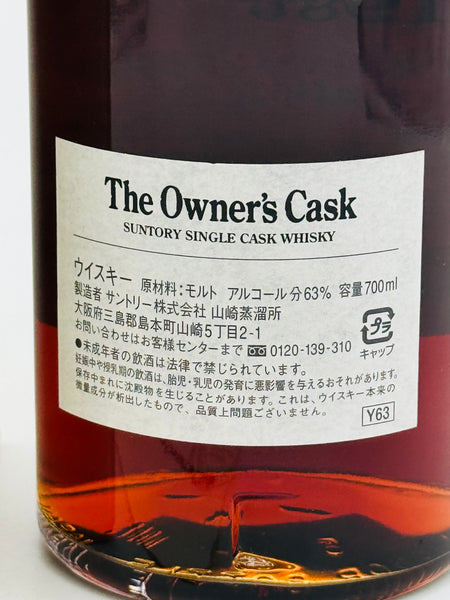 The Owner's Cask
SUNTORY SINGLE CASK WHISKY
ウイスキー 原材料:モルト アルコール分63% 容量700ml
製造者 サントリー株式会社 山崎蒸溜所
大阪府三島郡島本町山崎5丁目2-1
お問い合わせはお客様センターまで 0120-139-310
プラ
キャップ
●未成年者の飲酒は法律で禁じられています。
妊娠中や授乳期の飲酒は、胎児・乳児の発育に悪影響を与えるおそれがあります。
保存中まれに沈殿物を生じることがあります。これは、ウイスキー本来の
微量成分が析出したもので、品質上問題ございません。
Y63